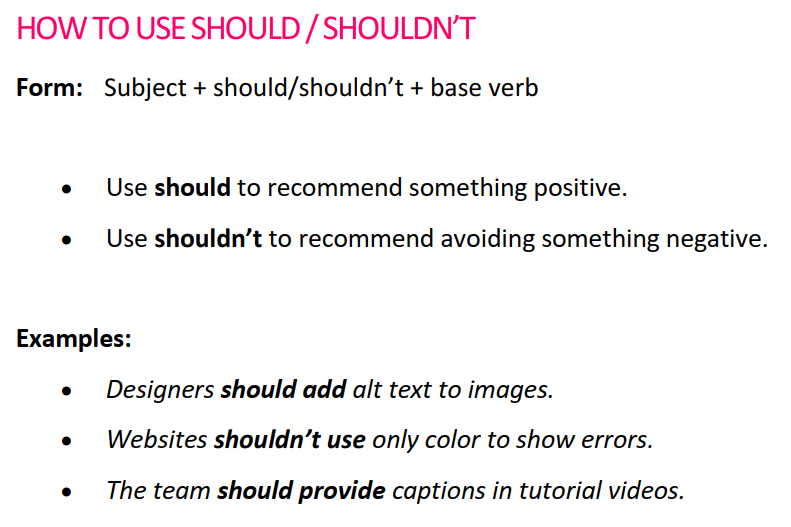 HOW TO USE SHOULD / SHOULDN’T
Form: Subject + should/shouldn’t + base verb
• Use should to recommend something positive.
• Use shouldn’t to recommend avoiding something negative.
Examples:
• Designers should add alt text to images.
• Websites shouldn’t use only color to show errors.
• The team should provide captions in tutorial videos.